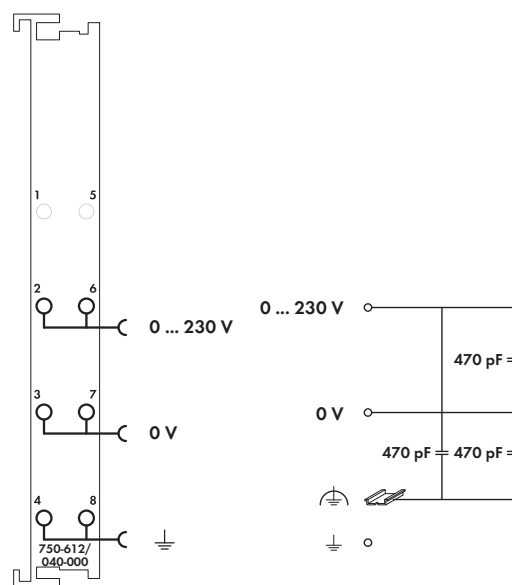 1 5
2 6
0 ... 230 V
0 ... 230 V
470 pF =
3 7
0 V
0 V
470 pF = 470 pF =
4 8
750-612/
040-000